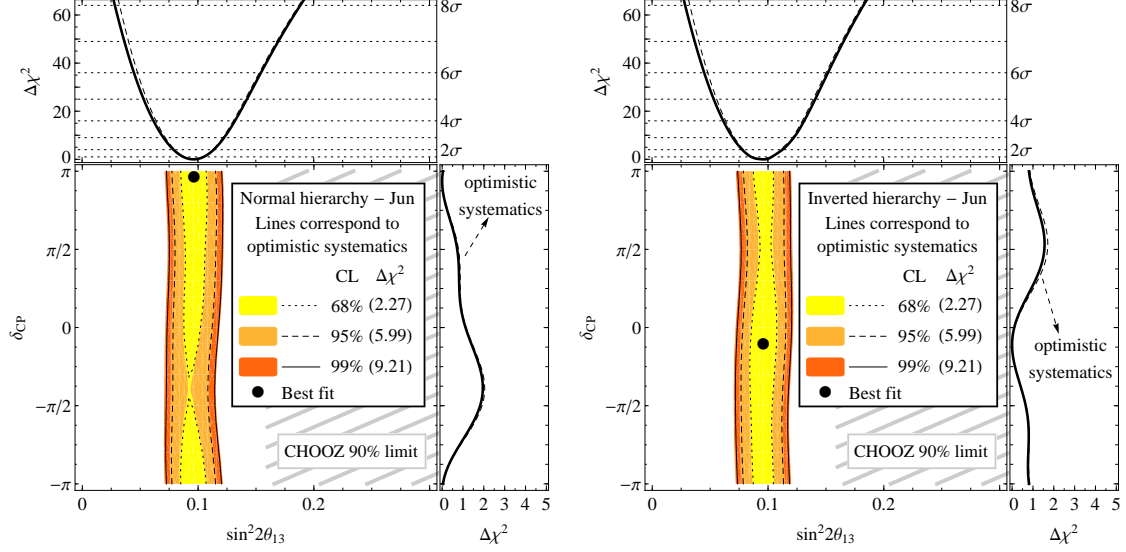 60
40
20
0
Δχ²
8σ
6σ
4σ
2σ
π
π/2
0
−π/2
−π
δCP
Normal hierarchy − Jun
Lines correspond to
optimistic systematics
CL Δχ²
68% (2.27)
95% (5.99)
99% (9.21)
Best fit
CHOOZ 90% limit
optimistic
systematics
0 0.1 0.2
sin²2θ₁₃
0 1 2 3 4 5
Δχ²
60
40
20
0
Δχ²
8σ
6σ
4σ
2σ
π
π/2
0
−π/2
−π
δCP
Inverted hierarchy − Jun
Lines correspond to
optimistic systematics
CL Δχ²
68% (2.27)
95% (5.99)
99% (9.21)
Best fit
CHOOZ 90% limit
optimistic
systematics
0 0.1 0.2
sin²2θ₁₃
0 1 2 3 4 5
Δχ²